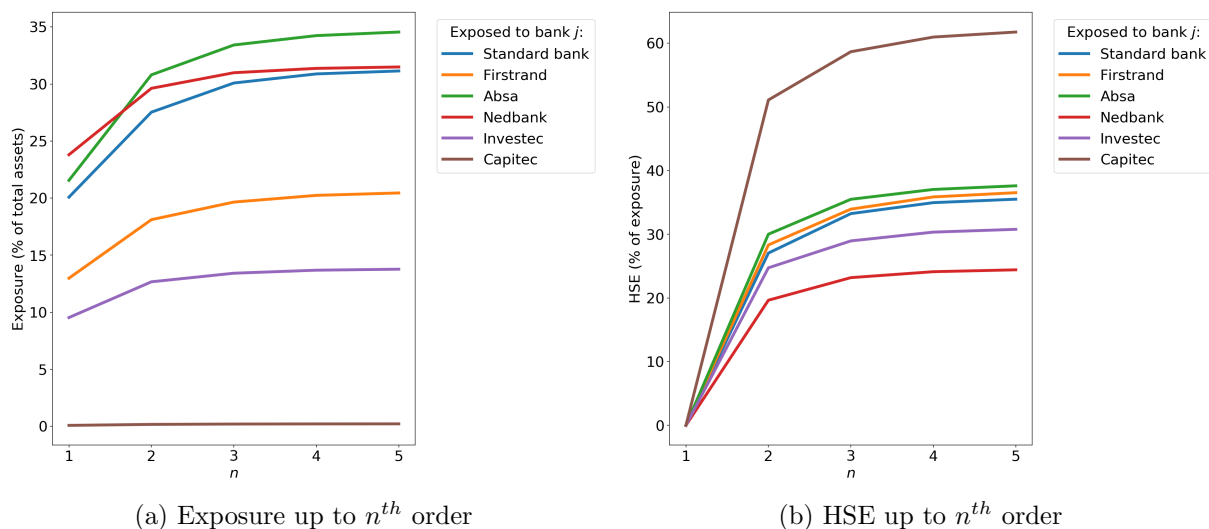 35
30
25
20
15
10
5
0
Exposure (% of total assets)
1 2 3 4 5
n
Exposed to bank j:
Standard bank
Firstrand
Absa
Nedbank
Investec
Capitec
(a) Exposure up to n^{th} order
60
50
40
30
20
10
0
HSE (% of exposure)
1 2 3 4 5
n
Exposed to bank j:
Standard bank
Firstrand
Absa
Nedbank
Investec
Capitec
(b) HSE up to n^{th} order